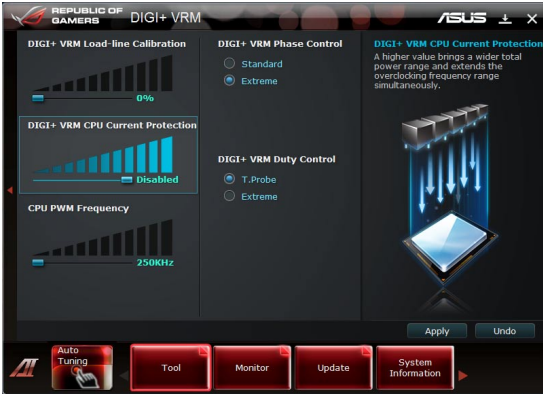 REPUBLIC OF
GAMERS
DIGI+ VRM
ASUS
DIGI+ VRM Load-line Calibration
0%
DIGI+ VRM CPU Current Protection
Disabled
CPU PWM Frequency
250KHz
DIGI+ VRM Phase Control
Standard
Extreme
DIGI+ VRM Duty Control
T.Probe
Extreme
DIGI+ VRM CPU Current Protection
A higher value brings a wider total
power range and extends the
overclocking frequency range
simultaneously.
Apply
Undo
AI
Auto
Tuning
Tool
Monitor
Update
System
Information